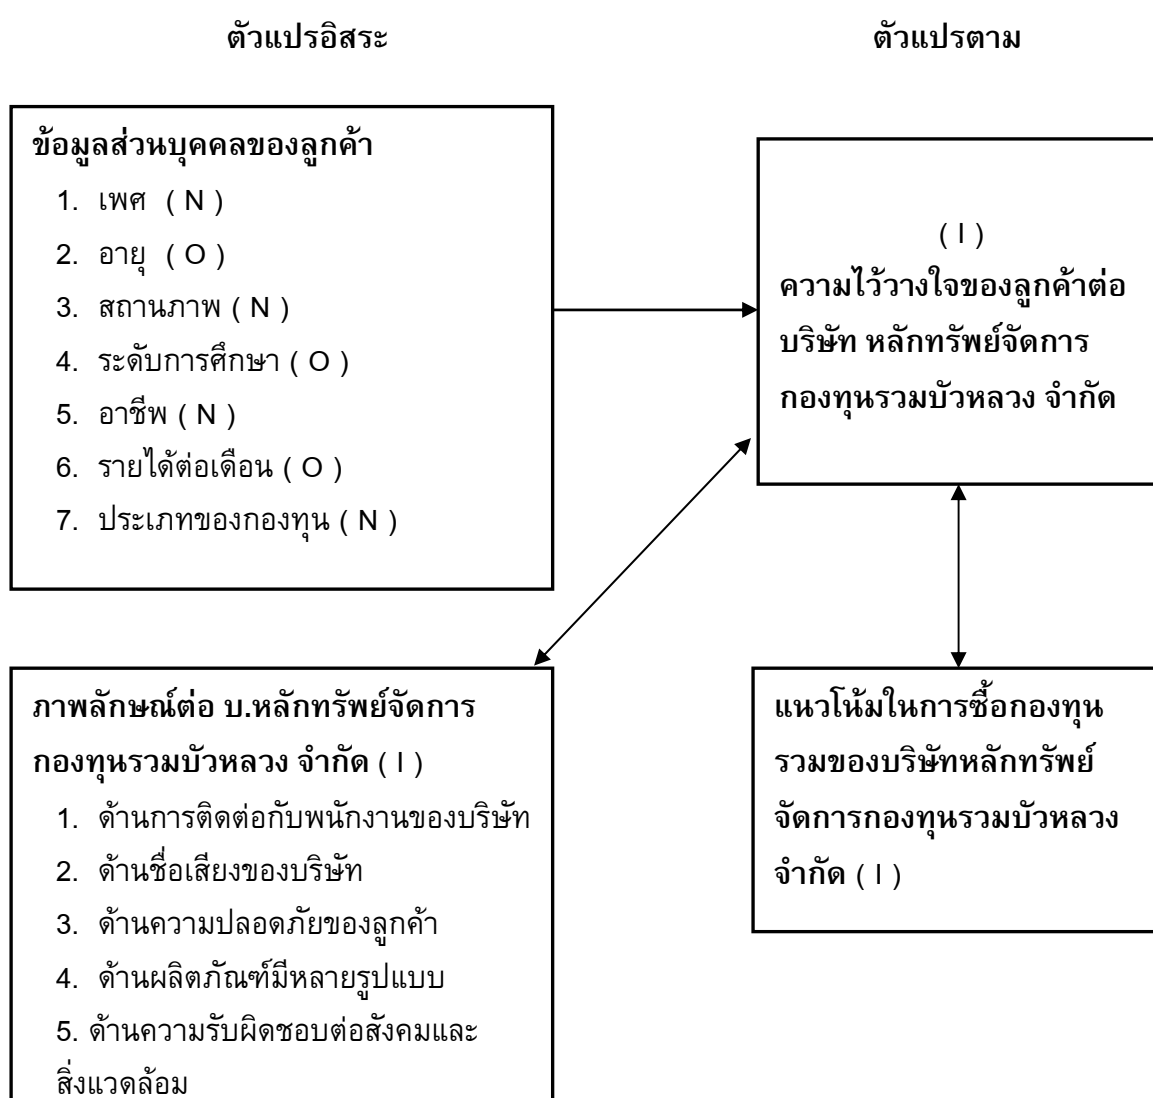 ตัวแปรอิสระ
ตัวแปรตาม
ข้อมูลส่วนบุคคลของลูกค้า
1. เพศ ( N )
2. อายุ ( O )
3. สถานภาพ ( N )
4. ระดับการศึกษา ( O )
5. อาชีพ ( N )
6. รายได้ต่อเดือน ( O )
7. ประเภทของกองทุน ( N )
( I )
ความไว้วางใจของลูกค้าต่อ
บริษัท หลักทรัพย์จัดการ
กองทุนรวมบัวหลวง จำกัด
ภาพลักษณ์ต่อ บ.หลักทรัพย์จัดการ
กองทุนรวมบัวหลวง จำกัด ( I )
1. ด้านการติดต่อกับพนักงานของบริษัท
2. ด้านชื่อเสียงของบริษัท
3. ด้านความปลอดภัยของลูกค้า
4. ด้านผลิตภัณฑ์มีหลายรูปแบบ
5. ด้านความรับผิดชอบต่อสังคมและ
สิ่งแวดล้อม
แนวโน้มในการซื้อกองทุน
รวมของบริษัทหลักทรัพย์
จัดการกองทุนรวมบัวหลวง
จำกัด ( I )